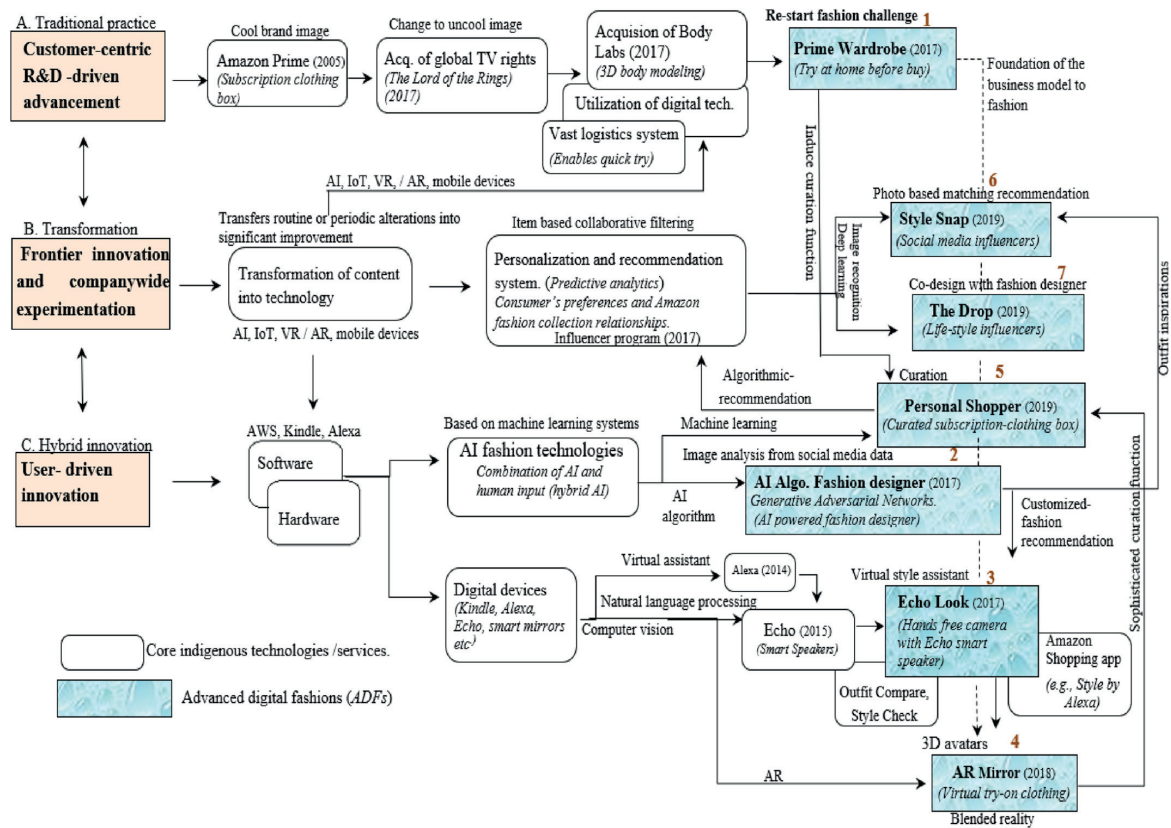 A. Traditional practice
Customer-centric
R&D -driven
advancement
Cool brand image
Amazon Prime (2005)
(Subscription clothing
box)
Change to uncool image
Acq. of global TV rights
(The Lord of the Rings)
(2017)
Acquision of Body
Labs (2017)
(3D body modeling)
Utilization of digital tech.
Vast logistics system
(Enables quick try)
Re-start fashion challenge
1
Prime Wardrobe (2017)
(Try at home before buy)
Foundation of the
business model to
fashion
Induce curation function
AI, IoT, VR, / AR, mobile devices
B. Transformation
Frontier innovation
and companywide
experimentation
Transfers routine or periodic alterations into
significant improvement
Transformation of content
into technology
AI, IoT, VR / AR, mobile devices
Item based collaborative filtering
Personalization and recommendation
system. (Predictive analytics)
Consumer's preferences and Amazon
fashion collection relationships.
Influencer program (2017)
Image recognition
Deep learning
6
Photo based matching recommendation
Style Snap (2019)
(Social media influencers)
7
Co-design with fashion designer
The Drop (2019)
(Life-style influencers)
Outfit inspirations
5
Curation
Personal Shopper (2019)
(Curated subscription-clothing box)
Algorithmic-
recommendation
C. Hybrid innovation
User- driven
innovation
AWS, Kindle, Alexa
Software
Hardware
Based on machine learning systems
AI fashion technologies
Combination of AI and
human input (hybrid AI)
Machine learning
AI
algorithm
Image analysis from social media data
2
AI Algo. Fashion designer (2017)
Generative Adversarial Networks.
(AI powered fashion designer)
Customized-
fashion
recommendation
Sophisticated curation function
Digital devices
(Kindle, Alexa,
Echo, smart mirrors
etc)
Virtual assistant
Natural language processing
Computer vision
Alexa (2014)
Echo (2015)
(Smart Speakers)
Virtual style assistant
3
Echo Look (2017)
(Hands free camera
with Echo smart
speaker)
Outfit Compare,
Style Check
Amazon
Shopping app
(e.g., Style by
Alexa)
3D avatars
4
AR
AR Mirror (2018)
(Virtual try-on clothing)
Blended reality
Core indigenous technologies /services.
Advanced digital fashions (ADFs)